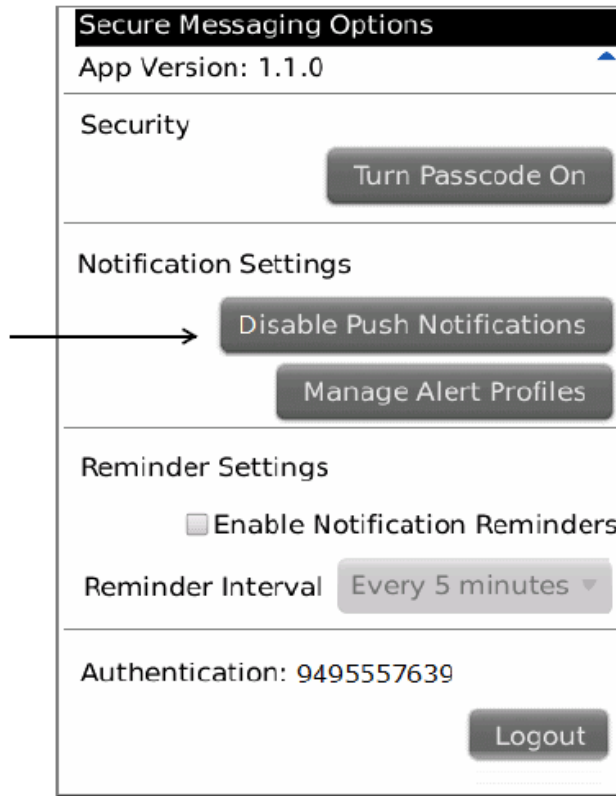 Secure Messaging Options
App Version: 1.1.0
Security
Turn Passcode On
Notification Settings
Disable Push Notifications
Manage Alert Profiles
Reminder Settings
Enable Notification Reminders
Reminder Interval Every 5 minutes
Authentication: 9495557639
Logout